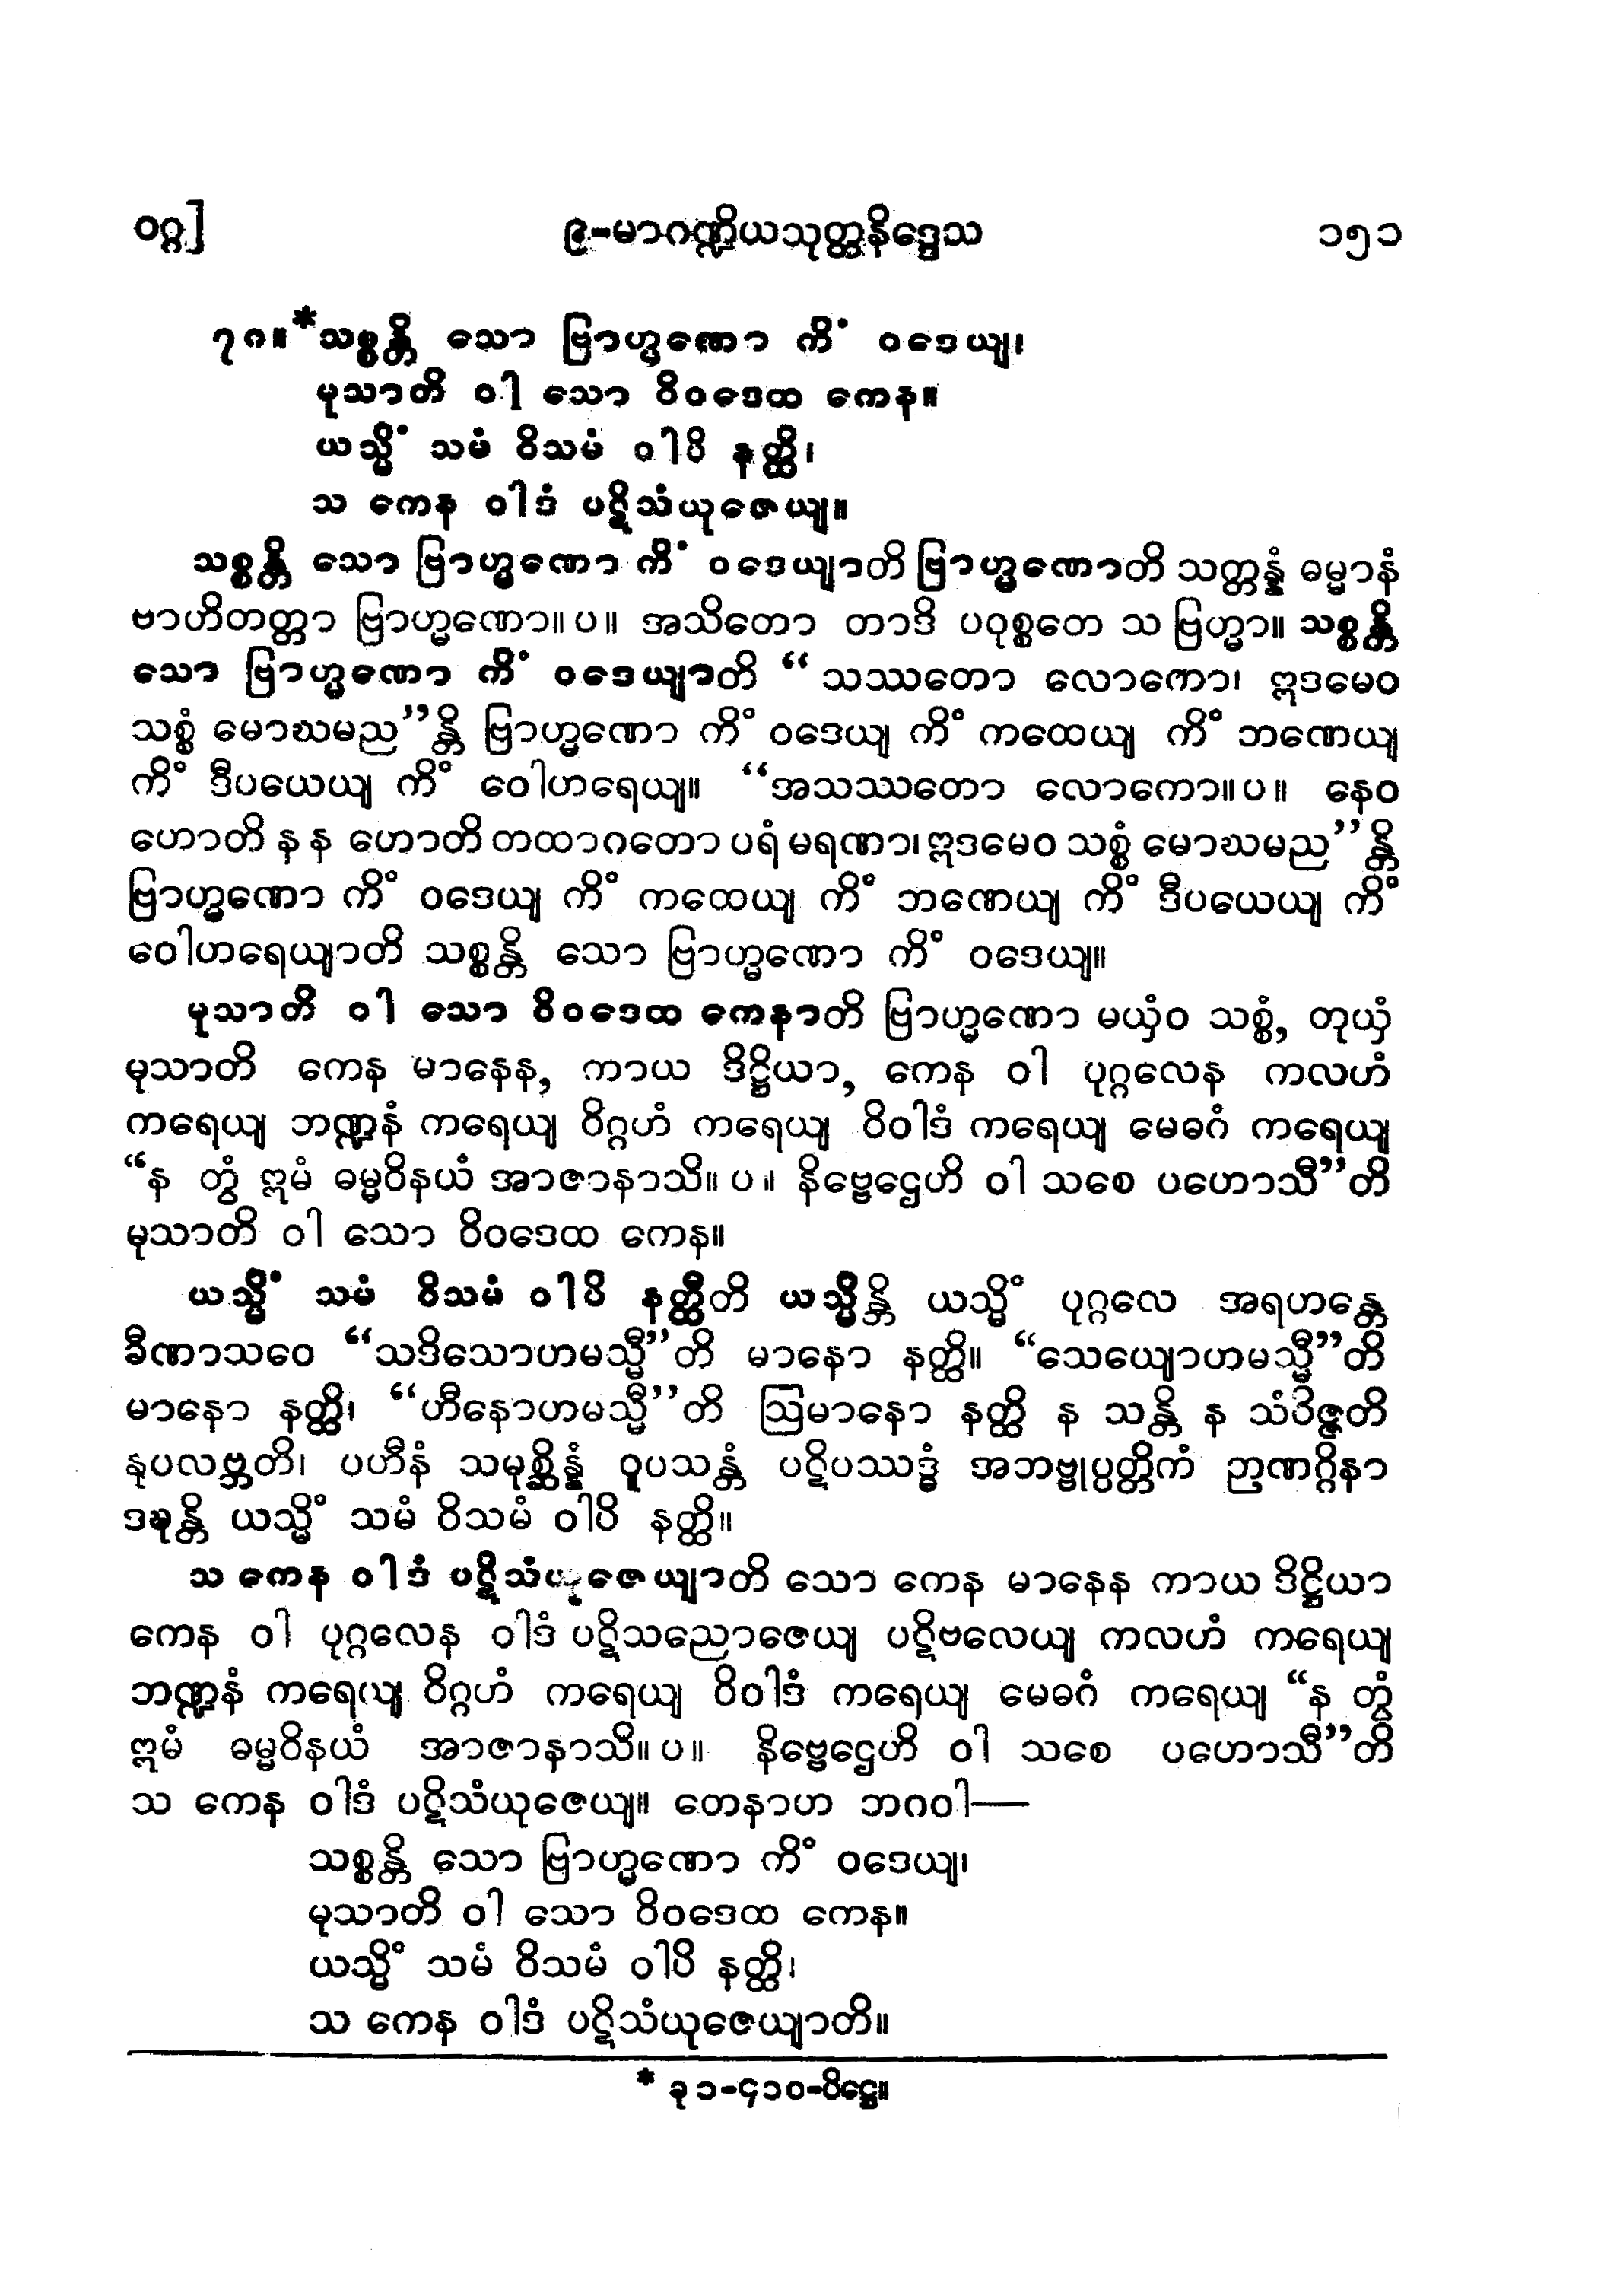 ဝဂ္ဂ] ၉-မာဂဏ္ဍိယသုတ္တနိဒ္ဒေသ ၁၅၁
၇ဂ။*သစ္စန္တိ သော ဗြာဟ္မဏော ကိံ ဝဒေယျ၊
မုသာတိ ဝါ သော ဝိဝဒေထ ကေန။
ယသ္မိံ သမံ ဝိသမံ ဝါပိ နတ္ထိ၊
သ ကေန ဝါဒံ ပဋိသံယုဇေယျ။
သစ္စန္တိ သော ဗြာဟ္မဏော ကိံ ဝဒေယျာတိ ဗြာဟ္မဏောတိ သတ္တန္နံ ဓမ္မာနံ
ဗာဟိတတ္တာ ဗြာဟ္မဏော။ပ။ အသိတော တာဒိ ပဝုစ္စတေ သ ဗြဟ္မာ။ သစ္စန္တိ
သော ဗြာဟ္မဏော ကိံ ဝဒေယျာတိ “သဿတော လောကော၊ ဣဒမေဝ
သစ္စံ မောဃမည”န္တိ ဗြာဟ္မဏော ကိံ ဝဒေယျ ကိံ ကထေယျ ကိံ ဘဏေယျ
ကိံ ဒီပယေယျ ကိံ ဝေါဟရေယျ။ “အသဿတော လောကော။ပ။ နေဝ
ဟောတိ န န ဟောတိ တထာဂတော ပရံ မရဏာ၊ ဣဒမေဝ သစ္စံ မောဃမည”န္တိ
ဗြာဟ္မဏော ကိံ ဝဒေယျ ကိံ ကထေယျ ကိံ ဘဏေယျ ကိံ ဒီပယေယျ ကိံ
ဝေါဟရေယျာတိ သစ္စန္တိ သော ဗြာဟ္မဏော ကိံ ဝဒေယျ။
မုသာတိ ဝါ သော ဝိဝဒေထ ကေနာတိ ဗြာဟ္မဏော မယှံဝ သစ္စံ, တုယှံ
မုသာတိ ကေန မာနေန, ကာယ ဒိဋ္ဌိယာ, ကေန ဝါ ပုဂ္ဂလေန ကလဟံ
ကရေယျ ဘဏ္ဍနံ ကရေယျ ဝိဂ္ဂဟံ ကရေယျ ဝိဝါဒံ ကရေယျ မေဓဂံ ကရေယျ
“န တွံ ဣမံ ဓမ္မဝိနယံ အာဇာနာသိ။ပ။ နိဗ္ဗေဌေဟိ ဝါ သစေ ပဟောသီ”တိ
မုသာတိ ဝါ သော ဝိဝဒေထ ကေန။
ယသ္မိံ သမံ ဝိသမံ ဝါပိ နတ္ထီတိ ယသ္မိန္တိ ယသ္မိံ ပုဂ္ဂလေ အရဟန္တေ
ခီဏာသဝေ “သဒိသောဟမသ္မီ”တိ မာနော နတ္ထိ။ “သေယျောဟမသ္မီ”တိ
မာနော နတ္ထိ၊ “ဟီနောဟမသ္မီ”တိ ဩမာနော နတ္ထိ န သန္တိ န သံဝိဇ္ဇတိ
နုပလဗ္ဘတိ၊ ပဟီနံ သမုစ္ဆိန္နံ ဝူပသန္တံ ပဋိပဿဒ္ဓံ အဘဗ္ဗုပ္ပတ္တိကံ ဉာဏဂ္ဂိနာ
ဒဍ္ဎန္တိ ယသ္မိံ သမံ ဝိသမံ ဝါပိ နတ္ထိ။
သ ကေန ဝါဒံ ပဋိသံယုဇေယျာတိ သော ကေန မာနေန ကာယ ဒိဋ္ဌိယာ
ကေန ဝါ ပုဂ္ဂလေန ဝါဒံ ပဋိသညောဇေယျ ပဋိဗလေယျ ကလဟံ ကရေယျ
ဘဏ္ဍနံ ကရေယျ ဝိဂ္ဂဟံ ကရေယျ ဝိဝါဒံ ကရေယျ မေဓဂံ ကရေယျ “န တွံ
ဣမံ ဓမ္မဝိနယံ အာဇာနာသိ။ပ။ နိဗ္ဗေဌေဟိ ဝါ သစေ ပဟောသီ”တိ
သ ကေန ဝါဒံ ပဋိသံယုဇေယျ။ တေနာဟ ဘဂဝါ—
သစ္စန္တိ သော ဗြာဟ္မဏော ကိံ ဝဒေယျ၊
မုသာတိ ဝါ သော ဝိဝဒေထ ကေန။
ယသ္မိံ သမံ ဝိသမံ ဝါပိ နတ္ထိ၊
သ ကေန ဝါဒံ ပဋိသံယုဇေယျာတိ။
* ခု ၁-၄၁၀-ပိဋ္ဌေ။